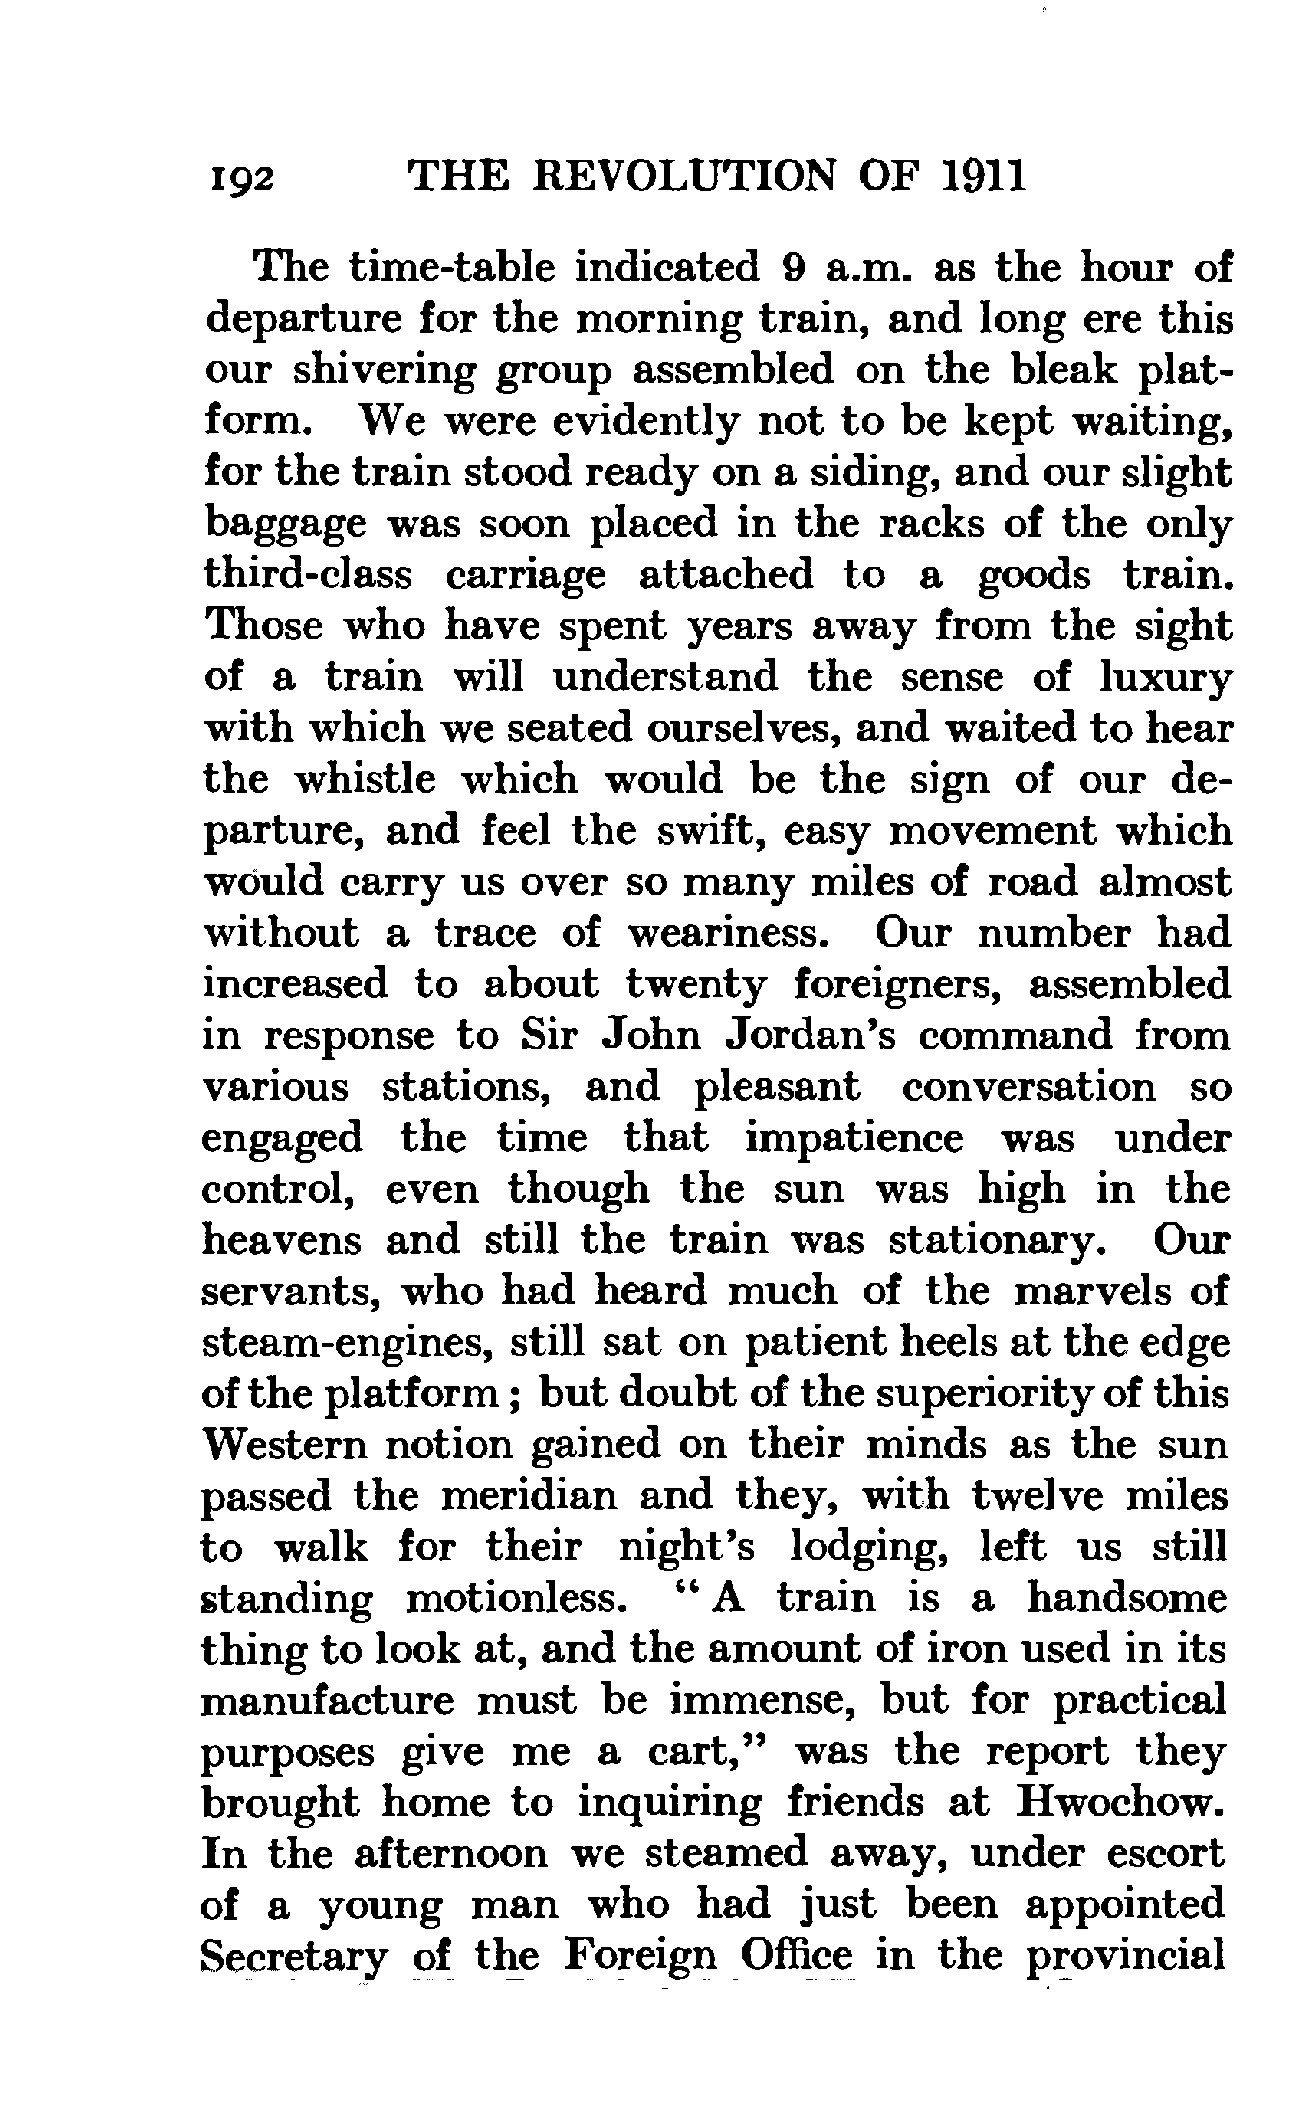 192 THE REVOLUTION OF 1911
The time-table indicated 9 a.m. as the hour of
departure for the morning train, and long ere this
our shivering group assembled on the bleak plat-
form. We were evidently not to be kept waiting,
for the train stood ready on a siding, and our slight
baggage was soon placed in the racks of the only
third-class carriage attached to a goods train.
Those who have spent years away from the sight
of a train will understand the sense of luxury
with which we seated ourselves, and waited to hear
the whistle which would be the sign of our de-
parture, and feel the swift, easy movement which
would carry us over so many miles of road almost
without a trace of weariness. Our number had
increased to about twenty foreigners, assembled
in response to Sir John Jordan's command from
various stations, and pleasant conversation so
engaged the time that impatience was under
control, even though the sun was high in the
heavens and still the train was stationary. Our
servants, who had heard much of the marvels of
steam-engines, still sat on patient heels at the edge
of the platform ; but doubt of the superiority of this
Western notion gained on their minds as the sun
passed the meridian and they, with twelve miles
to walk for their night's lodging, left us still
standing motionless. “ A train is a handsome
thing to look at, and the amount of iron used in its
manufacture must be immense, but for practical
purposes give me a cart,” was the report they
brought home to inquiring friends at Hwochow.
In the afternoon we steamed away, under escort
of a young man who had just been appointed
Secretary of the Foreign Office in the provincial